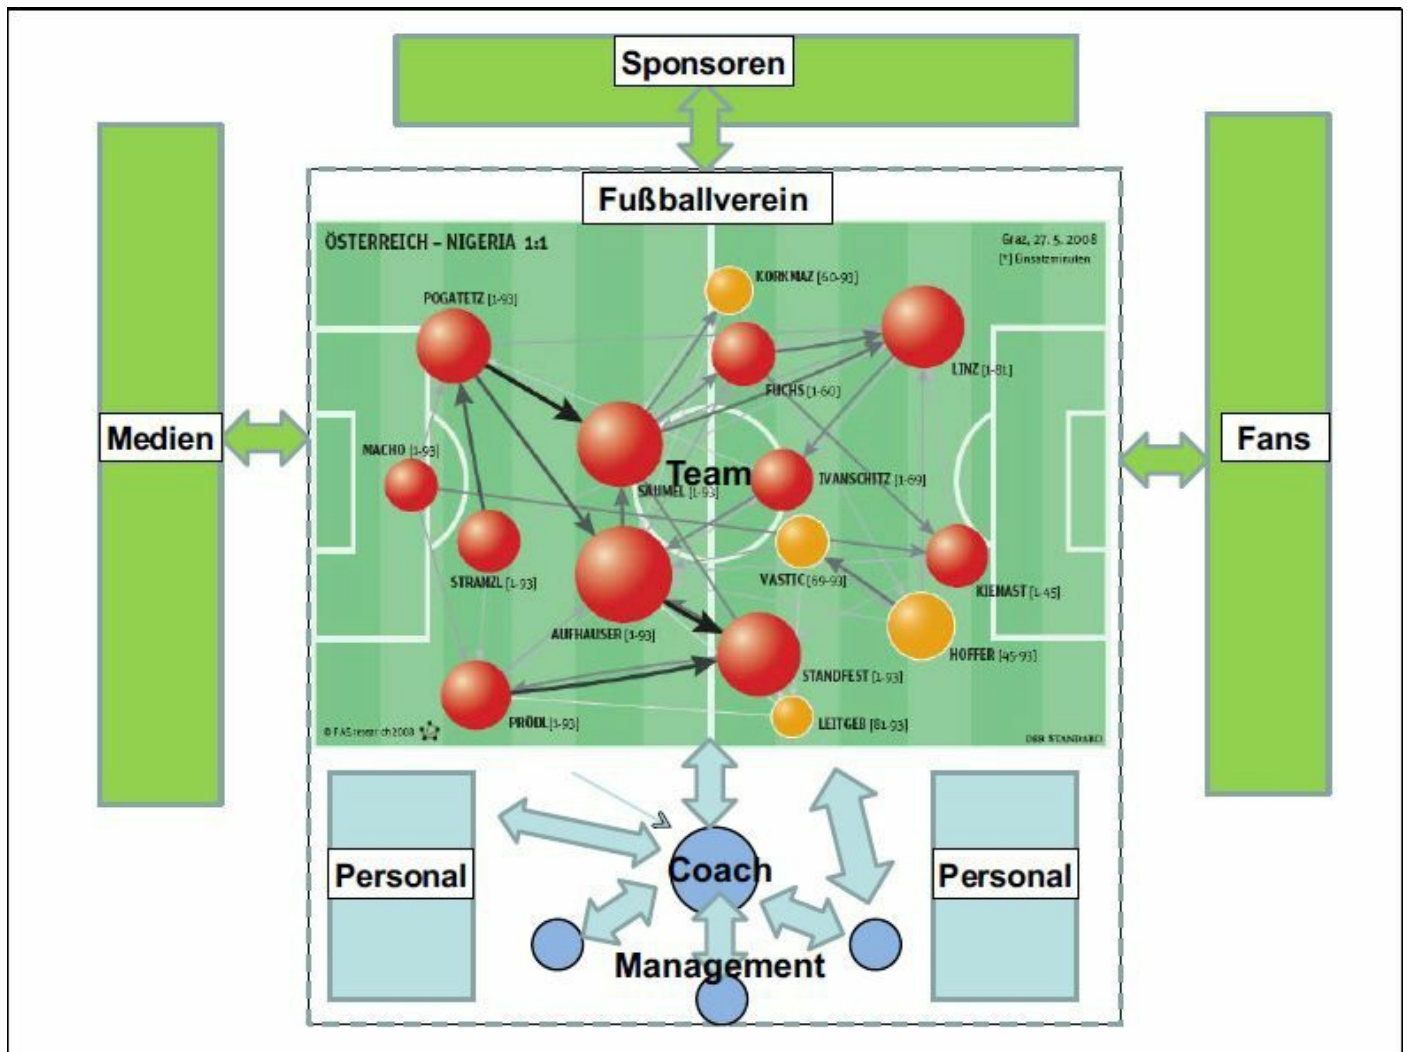 Sponsoren
Fußballverein
ÖSTERREICH – NIGERIA 1:1
Graz, 27. 5. 2008
[*] Einsatzminuten
KORKMAZ [60-93]
POGATETZ [1-93]
LINZ [1-81]
FUCHS [1-60]
Medien
Fans
MACHO [1-93]
Team
IVANSCHITZ [1-69]
SÄUMEL [1-93]
STRANZL [1-93]
VASTIC [69-93]
KIENAST [1-45]
AUFHAUSER [1-93]
HOFFER [45-93]
STANDFEST [1-93]
PRÖDL [1-93]
LEITGEB [81-93]
© FASresearch 2008
DER STANDARD
Personal
Coach
Personal
Management